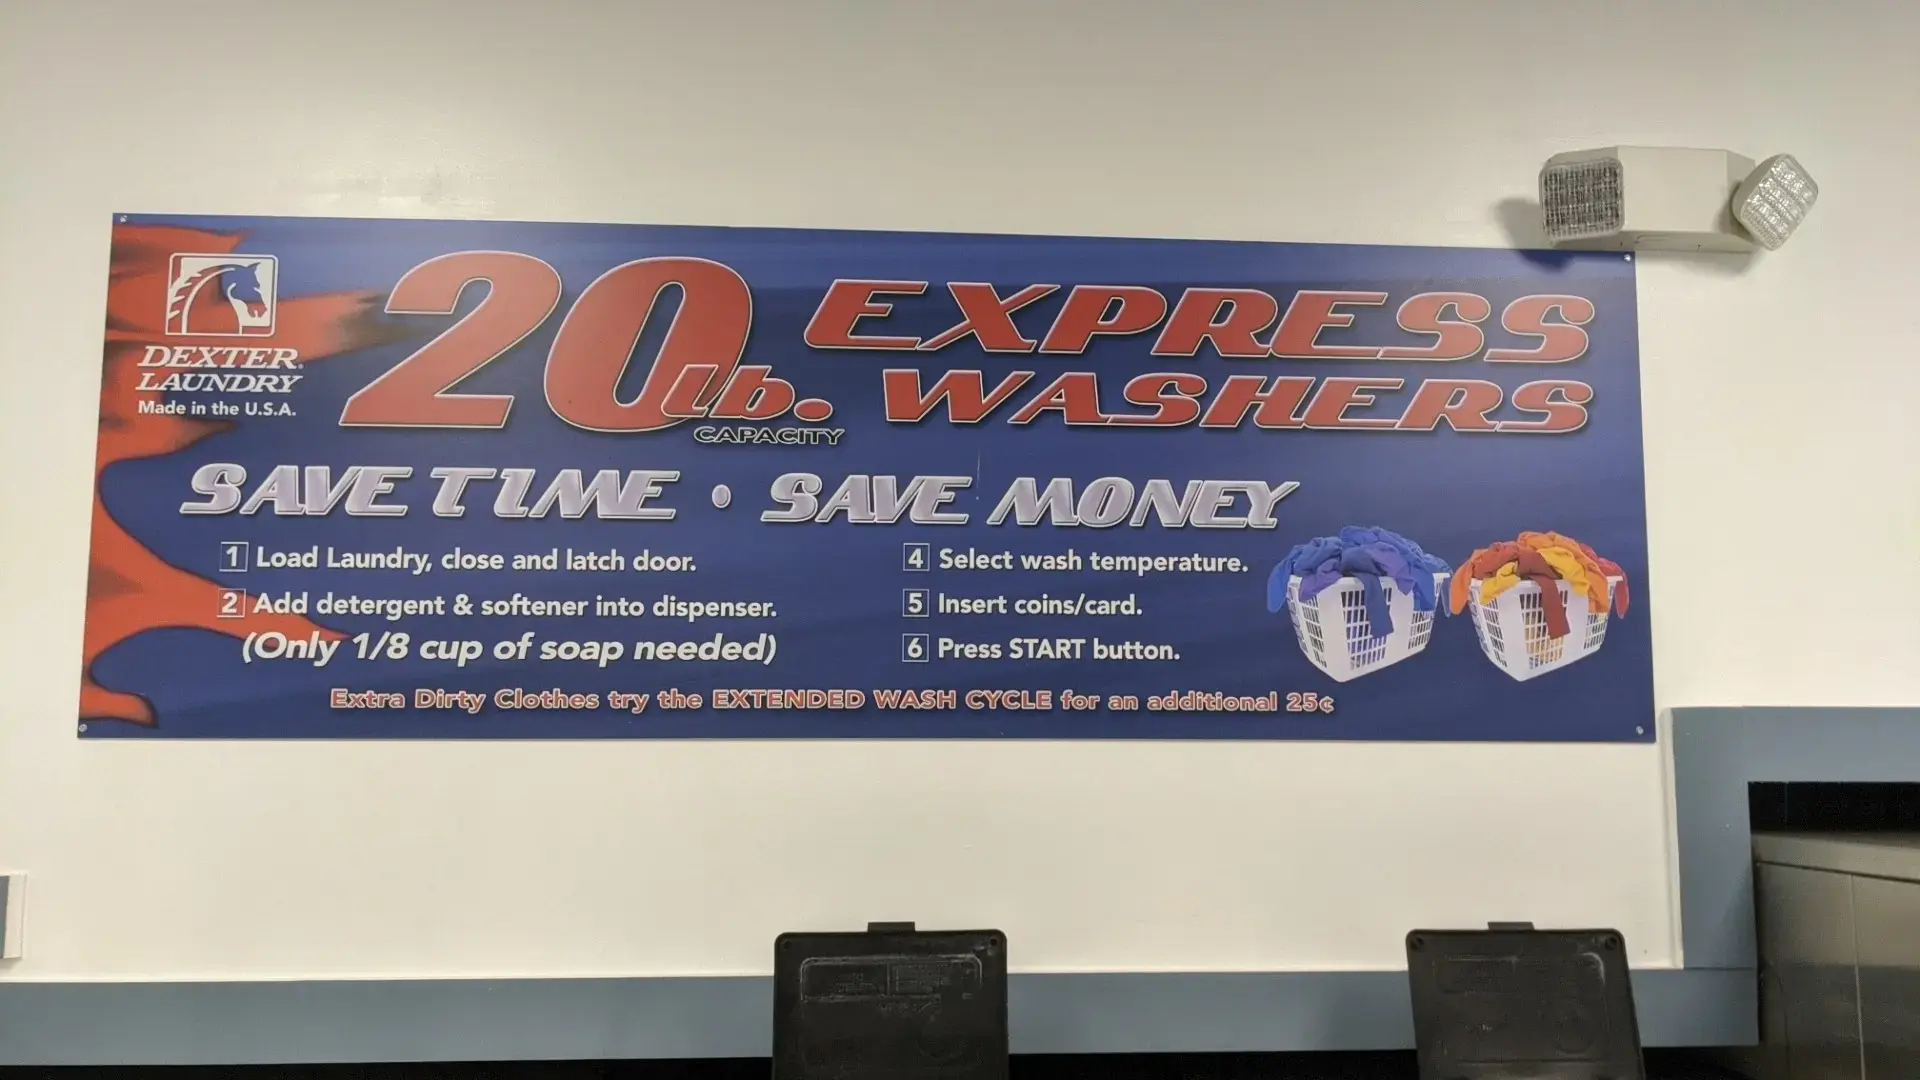 DEXTER
LAUNDRY
Made in the U.S.A.
20 lb.
CAPACITY
EXPRESS
WASHERS
SAVE TIME • SAVE MONEY
1 Load Laundry, close and latch door.
2 Add detergent & softener into dispenser.
(Only 1/8 cup of soap needed)
4 Select wash temperature.
5 Insert coins/card.
6 Press START button.
Extra Dirty Clothes try the EXTENDED WASH CYCLE for an additional 25¢